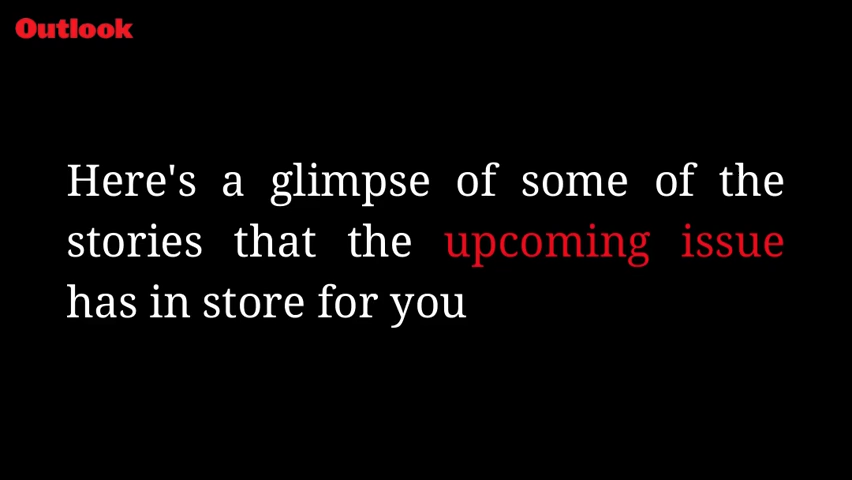 Outlook
Here's a glimpse of some of the
stories that the upcoming issue
has in store for you